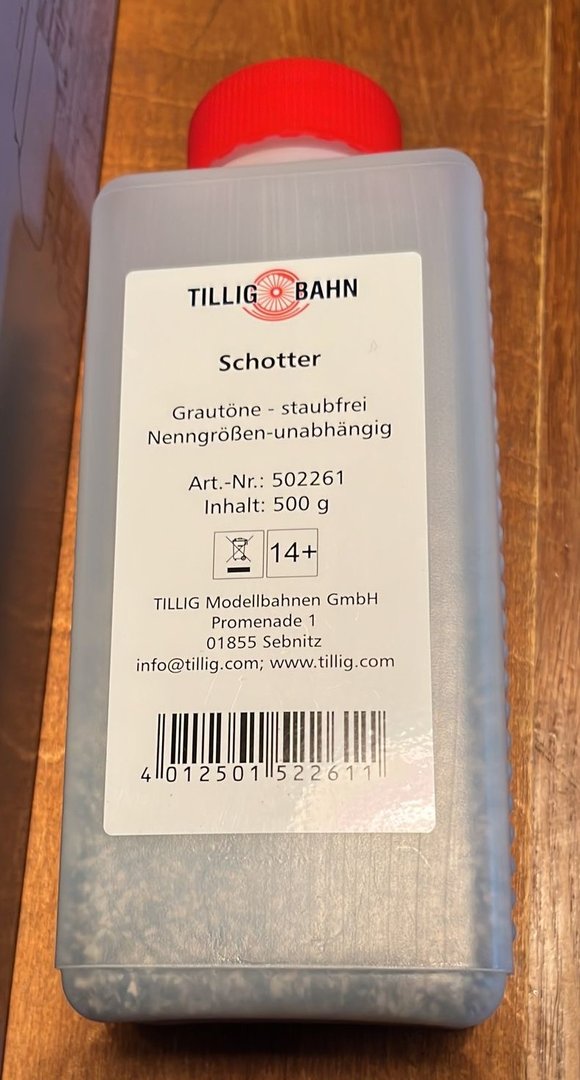 TILLIG BAHN
Schotter
Grautöne - staubfrei
Nenngrößen-unabhängig
Art.-Nr.: 502261
Inhalt: 500 g
14+
TILLIG Modellbahnen GmbH
Promenade 1
01855 Sebnitz
info@tillig.com; www.tillig.com
4 012501 522611